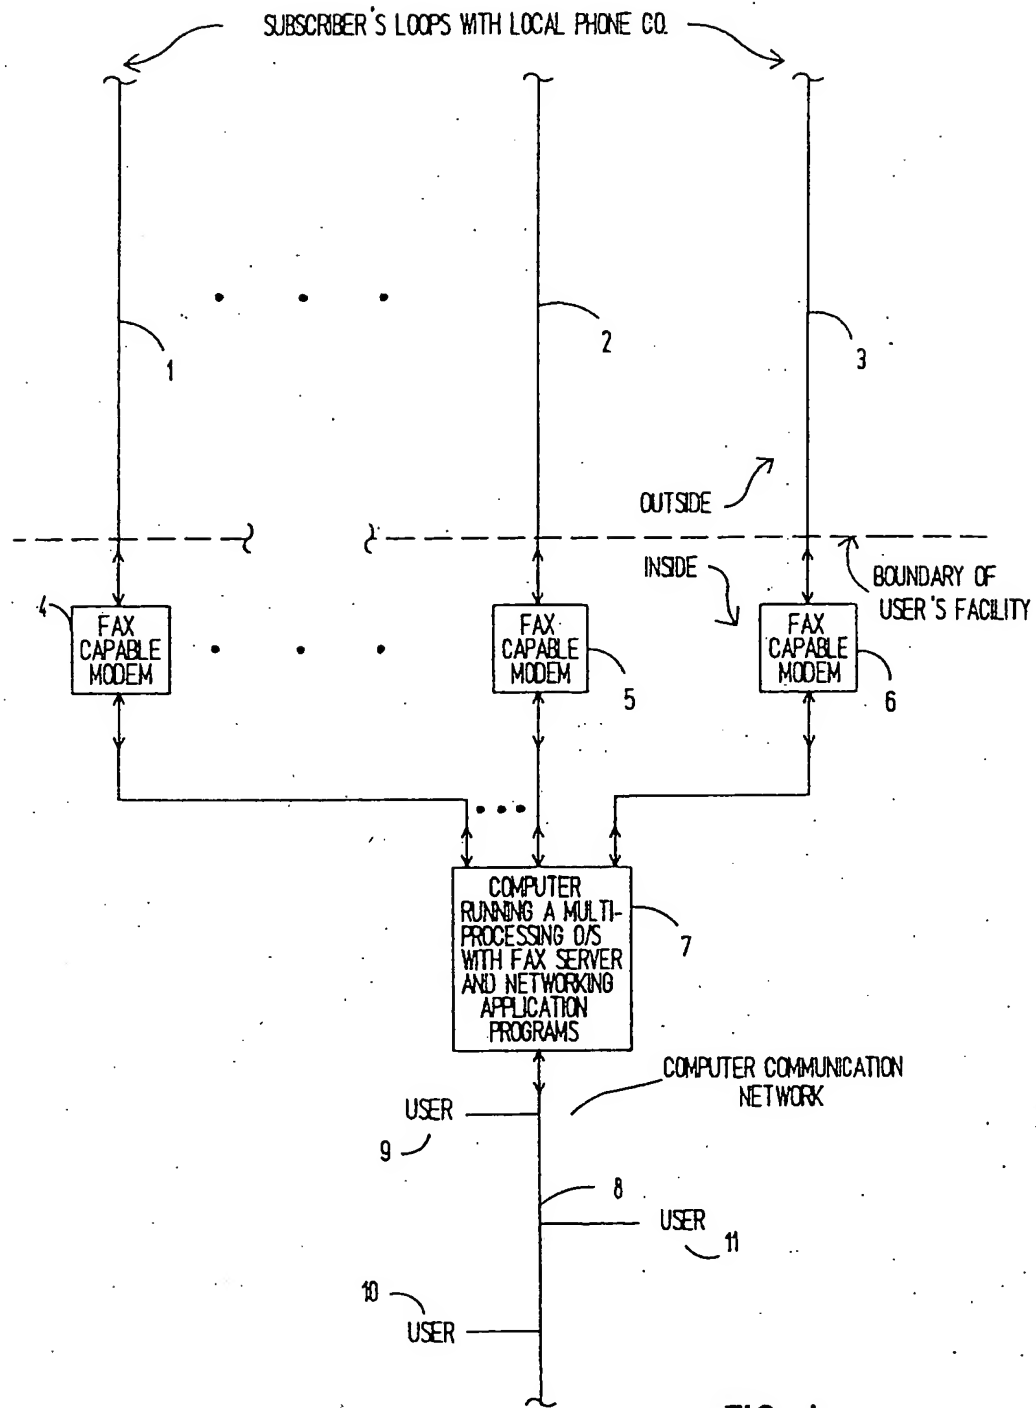 SUBSCRIBER'S LOOPS WITH LOCAL PHONE CO.
1
2
3
OUTSIDE
INSIDE
BOUNDARY OF
USER'S FACILITY
4
FAX
CAPABLE
MODEM
FAX
CAPABLE
MODEM
5
FAX
CAPABLE
MODEM
6
COMPUTER
RUNNING A MULTI-
PROCESSING O/S
WITH FAX SERVER
AND NETWORKING
APPLICATION
PROGRAMS
7
COMPUTER COMMUNICATION
NETWORK
USER
9
8
USER
11
10
USER